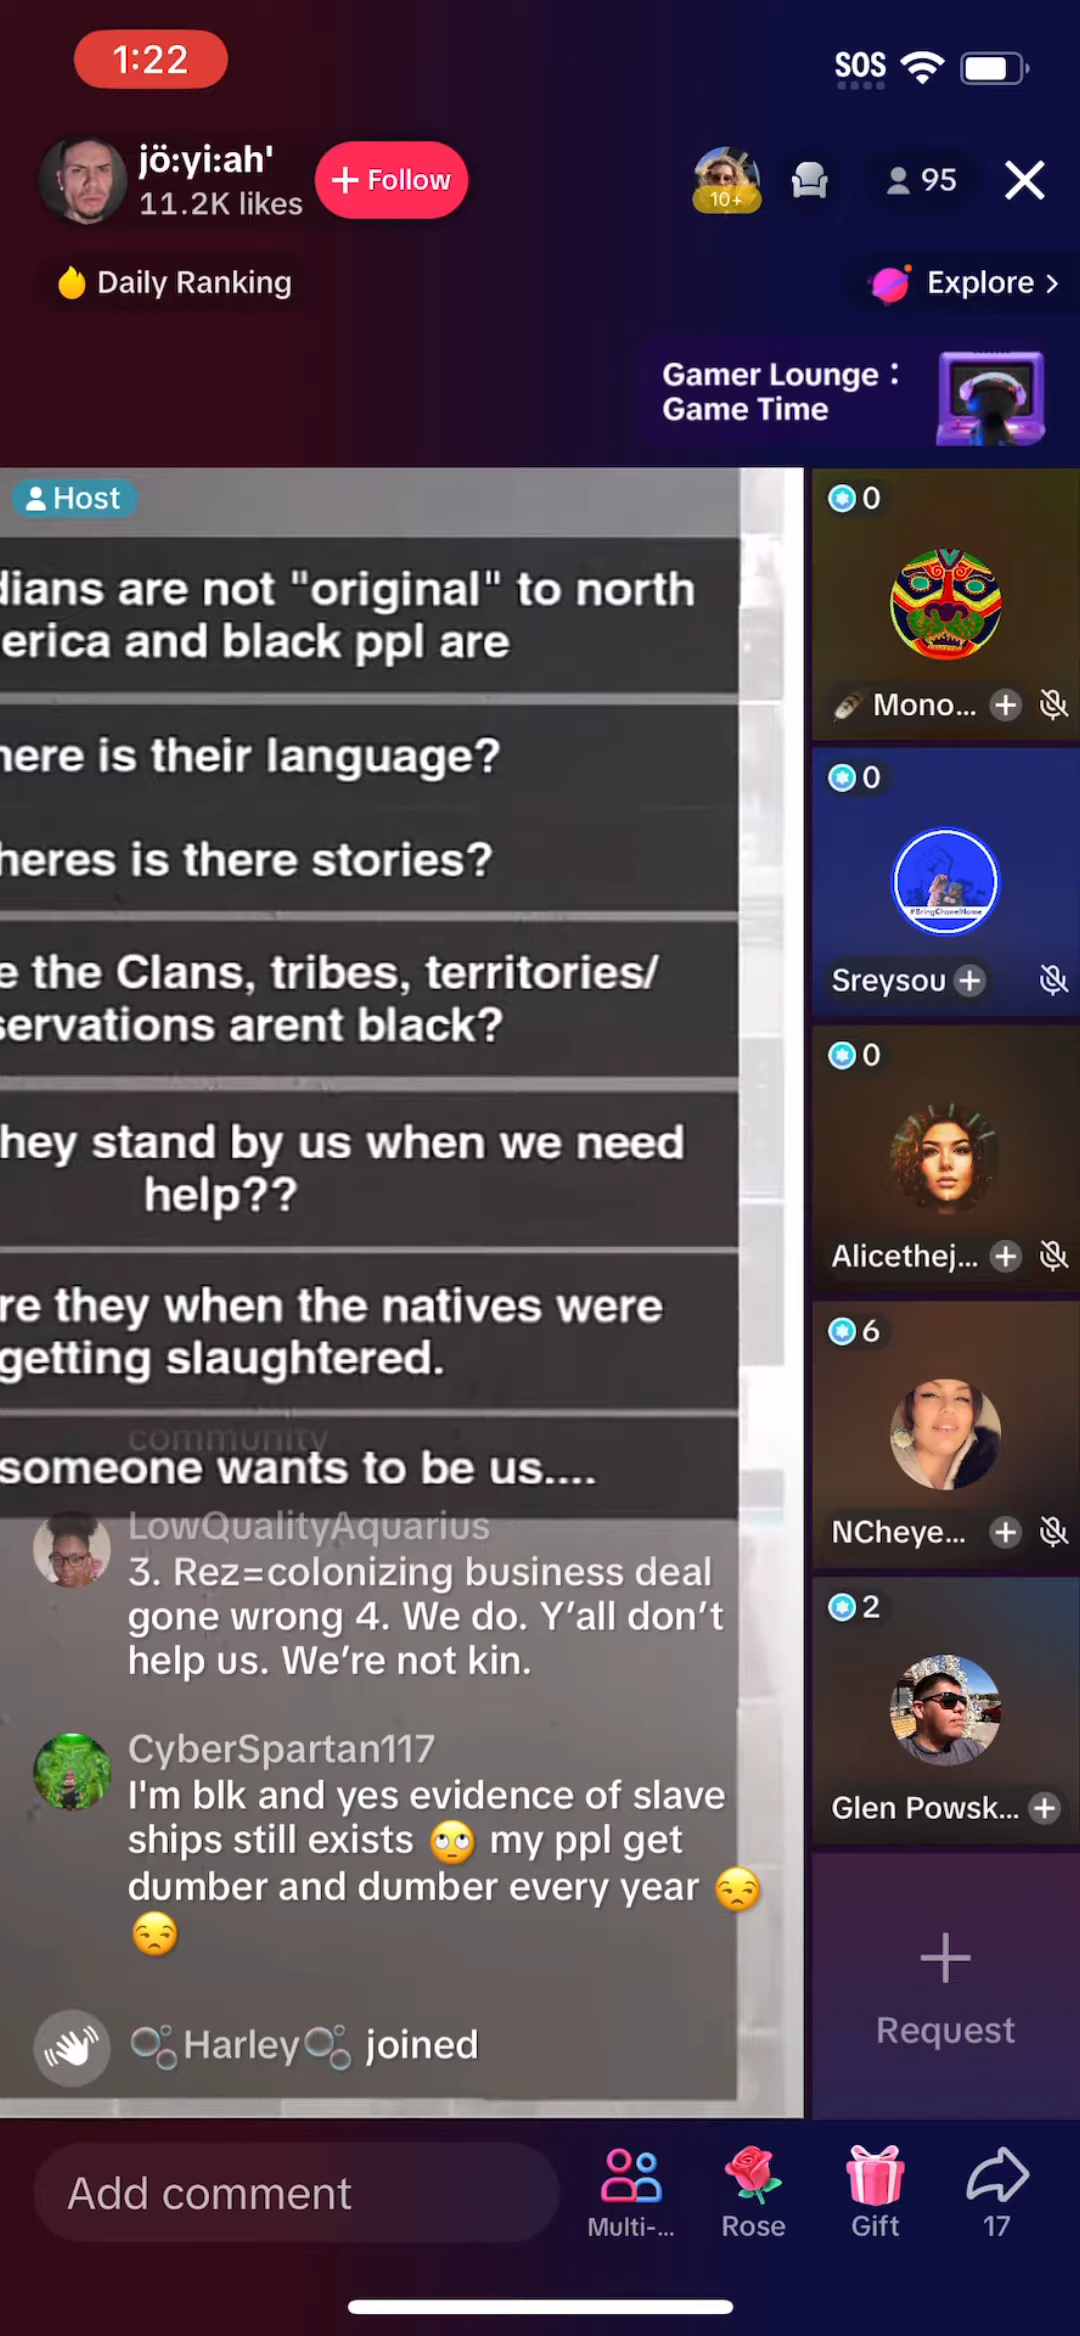 1:22
SOS
jö:yi:ah'
11.2K likes
+ Follow
10+
95
Daily Ranking
Explore >
Gamer Lounge :
Game Time
Host
dians are not "original" to north
erica and black ppl are
here is their language?
heres is there stories?
e the Clans, tribes, territories/
servations arent black?
hey stand by us when we need
help??
re they when the natives were
getting slaughtered.
someone wants to be us....
community
LowQualityAquarius
3. Rez=colonizing business deal
gone wrong 4. We do. Y'all don't
help us. We're not kin.
CyberSpartan117
I'm blk and yes evidence of slave
ships still exists 🙄 my ppl get
dumber and dumber every year 😒
😒
🫧Harley🫧 joined
0
🪶 Mono...
0
#BringChanelHome
Sreysou
0
Alicethej...
6
NCheye...
2
Glen Powsk...
Request
Add comment
Multi-...
Rose
Gift
17